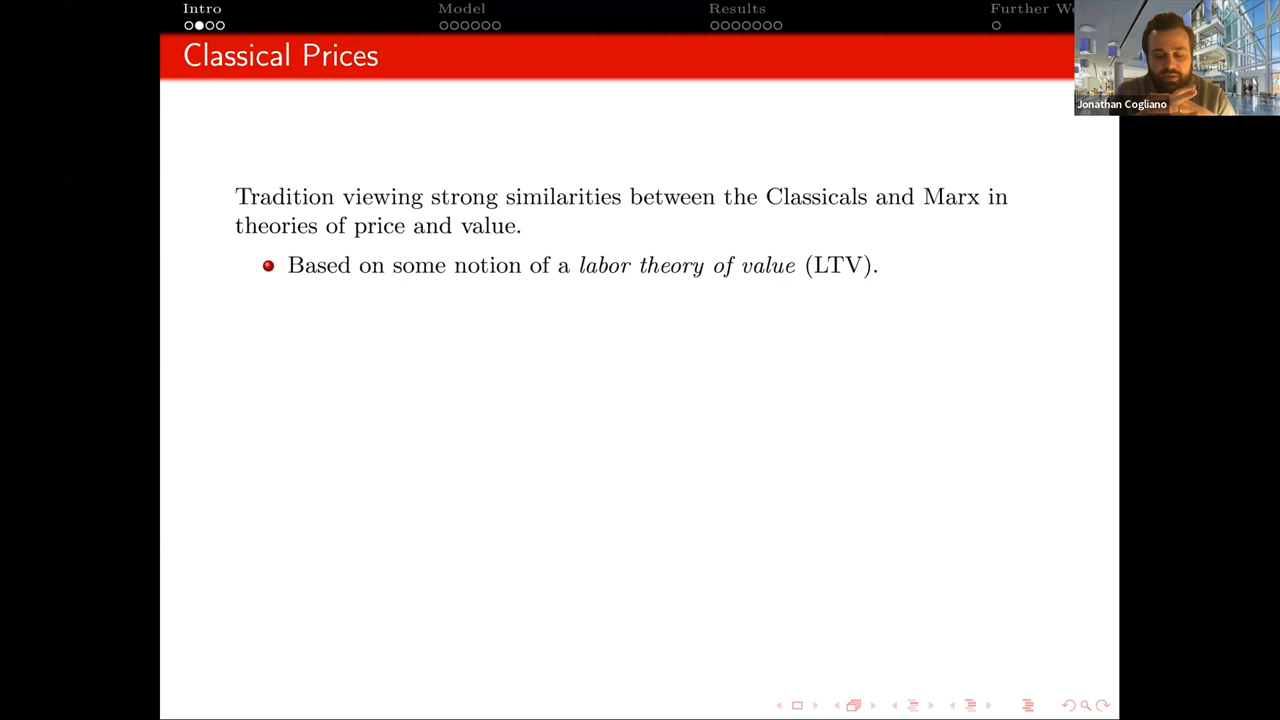 Intro
Model
Results
Further Wo
Classical Prices
Jonathan Cogliano
Tradition viewing strong similarities between the Classicals and Marx in
theories of price and value.
Based on some notion of a labor theory of value (LTV).